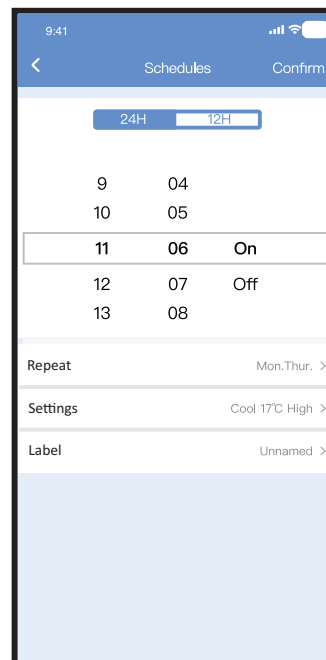 9:41
Schedules Confirm
24H 12H
9 04
10 05
11 06 On
12 07 Off
13 08
Repeat Mon.Thur. >
Settings Cool 17℃ High >
Label Unnamed >